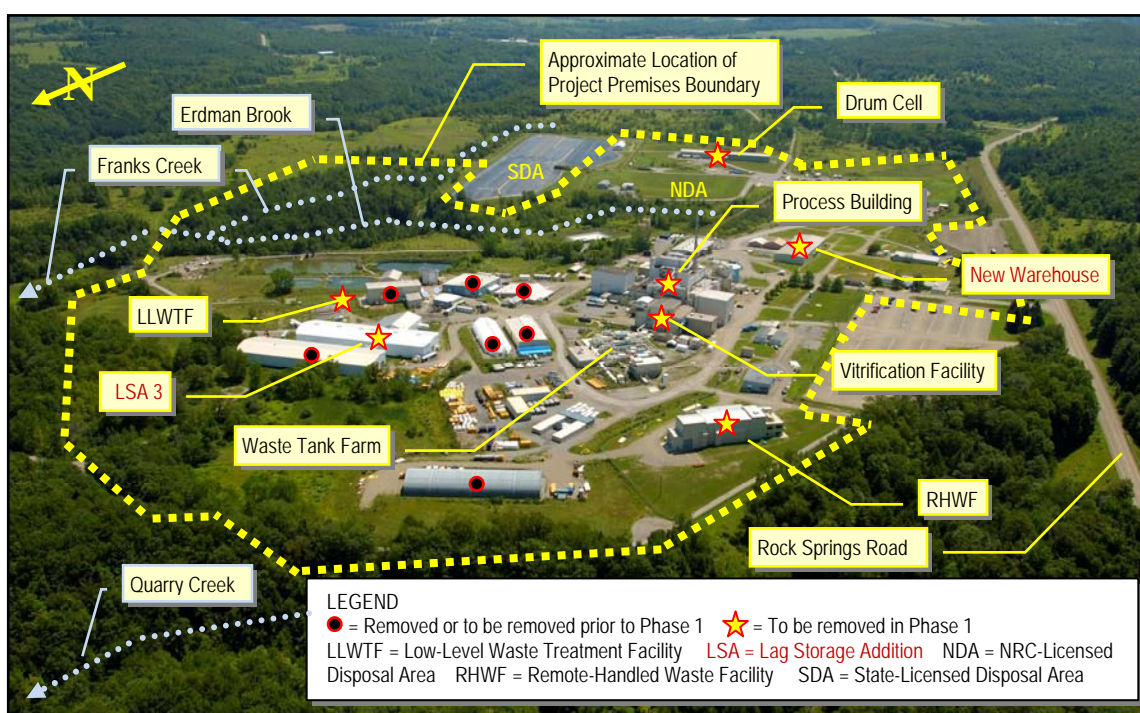 N
Approximate Location of
Project Premises Boundary
Drum Cell
Erdman Brook
Franks Creek
SDA
NDA
Process Building
New Warehouse
LLWTF
LSA 3
Vitrification Facility
Waste Tank Farm
RHWF
Rock Springs Road
Quarry Creek
LEGEND
= Removed or to be removed prior to Phase 1 = To be removed in Phase 1
LLWTF = Low-Level Waste Treatment Facility LSA = Lag Storage Addition NDA = NRC-Licensed
Disposal Area RHWF = Remote-Handled Waste Facility SDA = State-Licensed Disposal Area